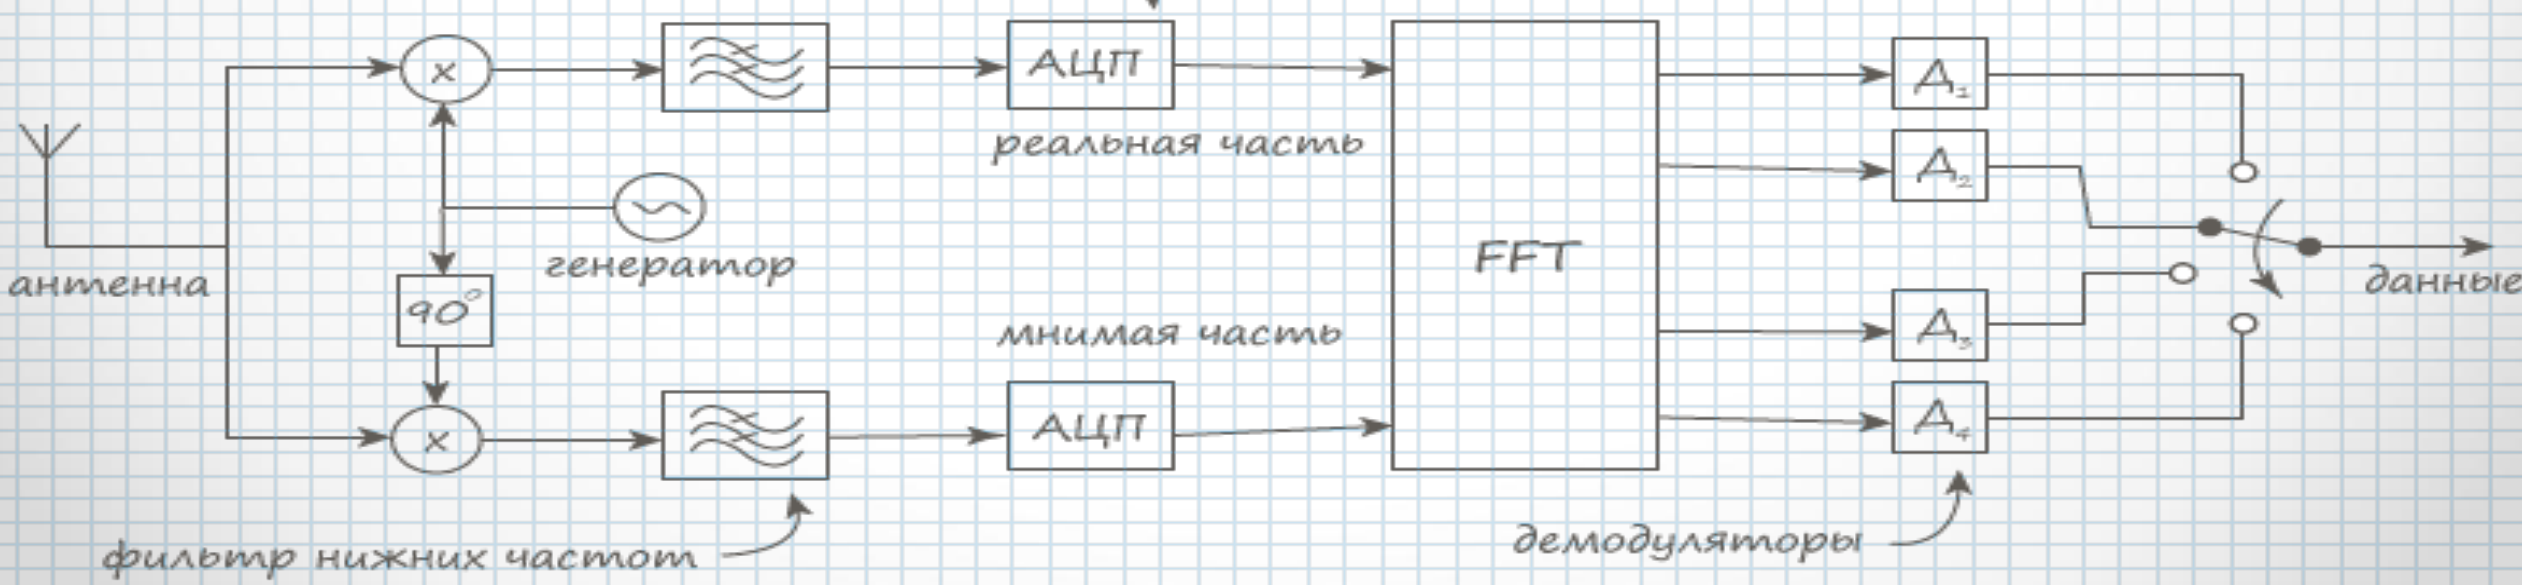 x
АЦП
Д1
реальная часть
Д2
генератор
FFT
антенна
данные
90°
мнимая часть
Д3
x
АЦП
Д4
фильтр нижних частот
демодуляторы